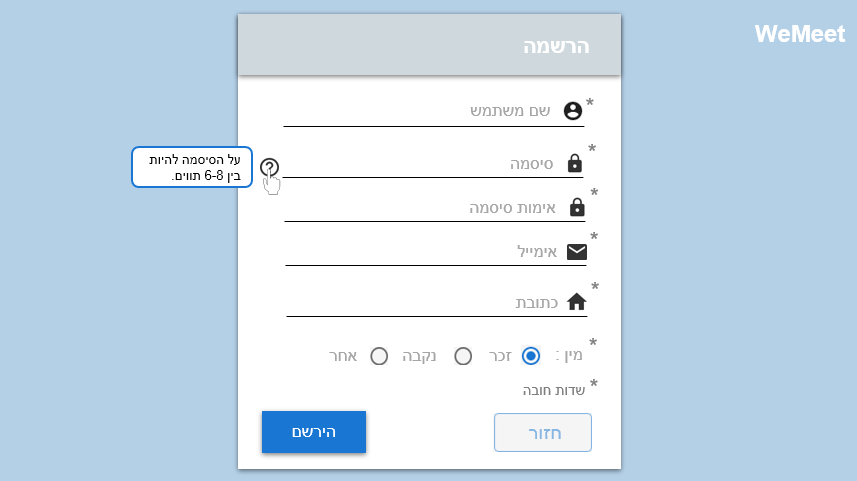 WeMeet
הרשמה
* שם משתמש
* סיסמה
על הסיסמה להיות
בין 6-8 תווים.
* אימות סיסמה
* אימייל
* כתובת
* מין : זכר נקבה אחר
* שדות חובה
חזור
הירשם